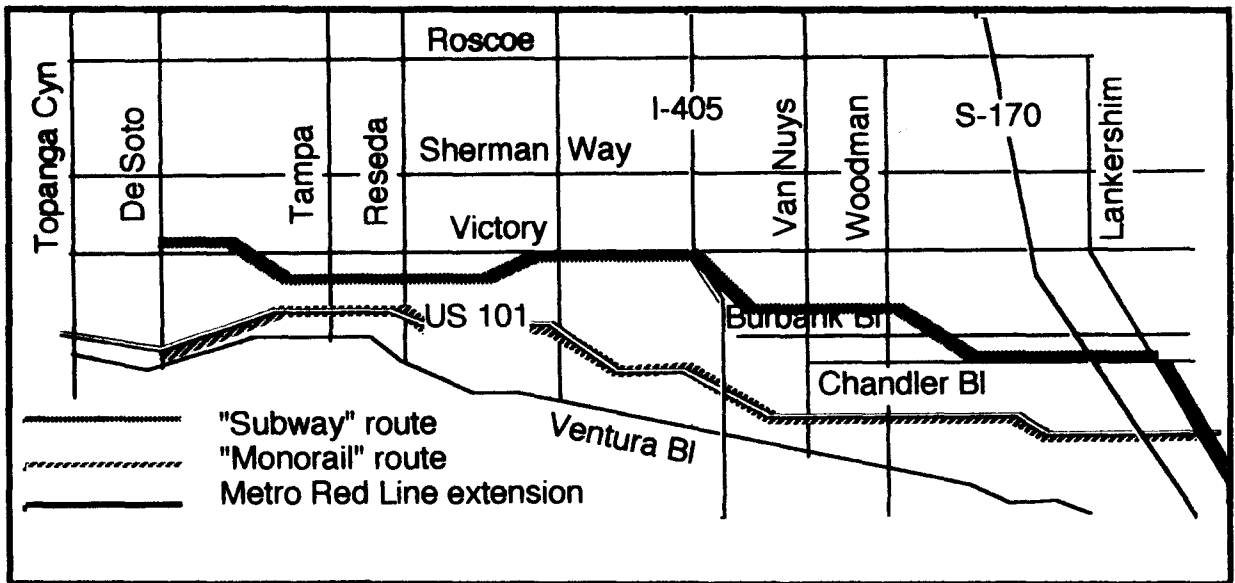 Roscoe
Topanga Cyn
De Soto
Tampa
Reseda
I-405
Van Nuys
Woodman
S-170
Lankershim
Sherman Way
Victory
US 101
Burbank Bl
Chandler Bl
Ventura Bl
"Subway" route
"Monorail" route
Metro Red Line extension